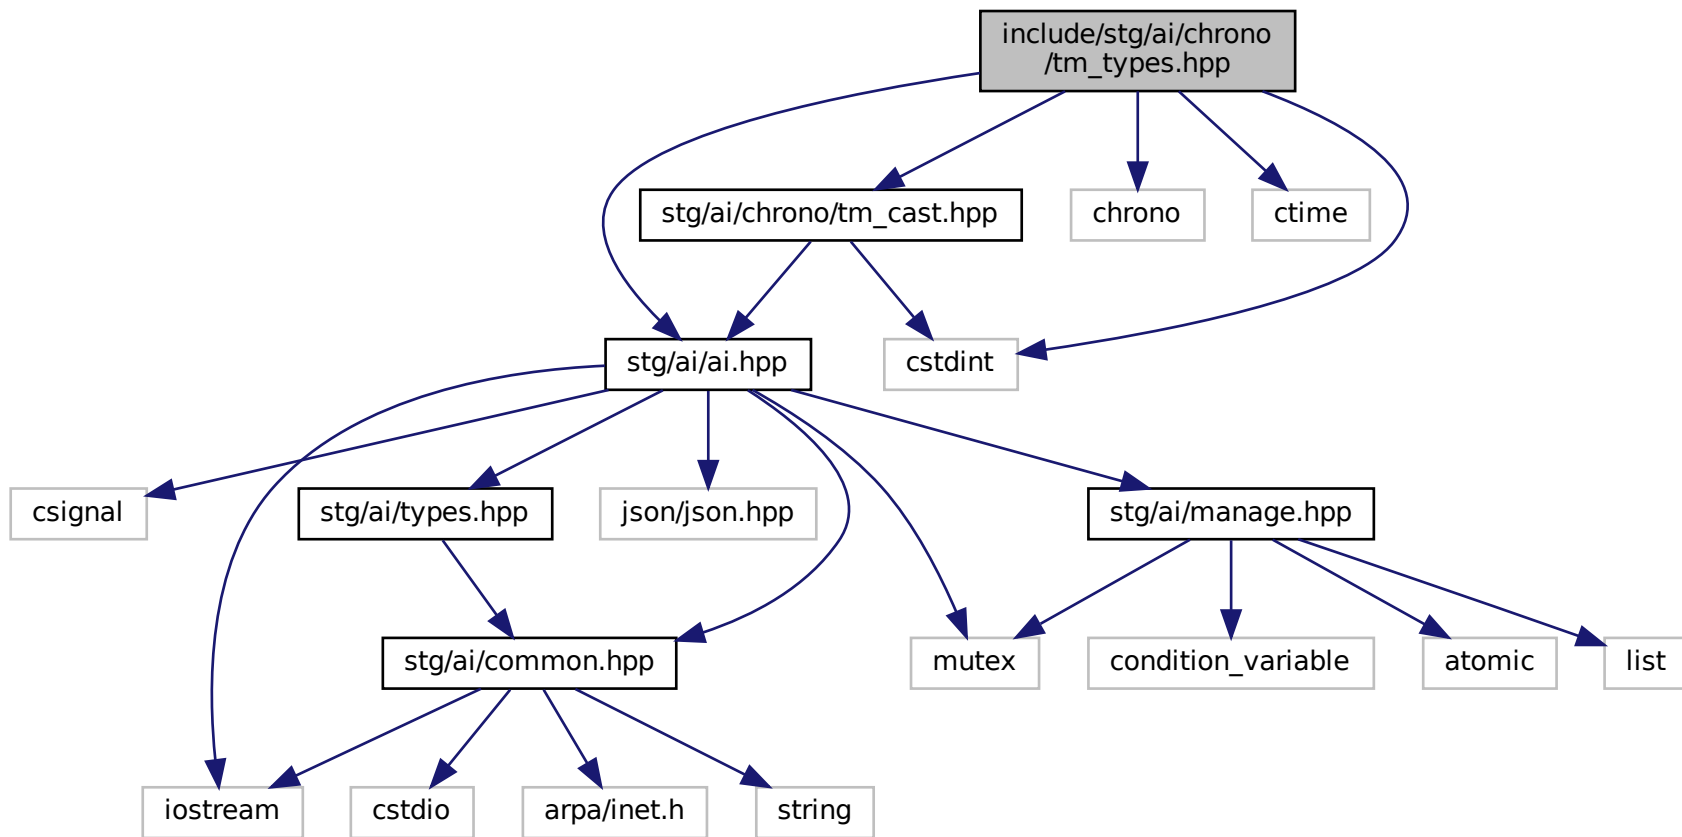 include/stg/ai/chrono
/tm_types.hpp
stg/ai/chrono/tm_cast.hpp
chrono
ctime
stg/ai/ai.hpp
cstdint
csignal
stg/ai/types.hpp
json/json.hpp
stg/ai/manage.hpp
stg/ai/common.hpp
mutex
condition_variable
atomic
list
iostream
cstdio
arpa/inet.h
string